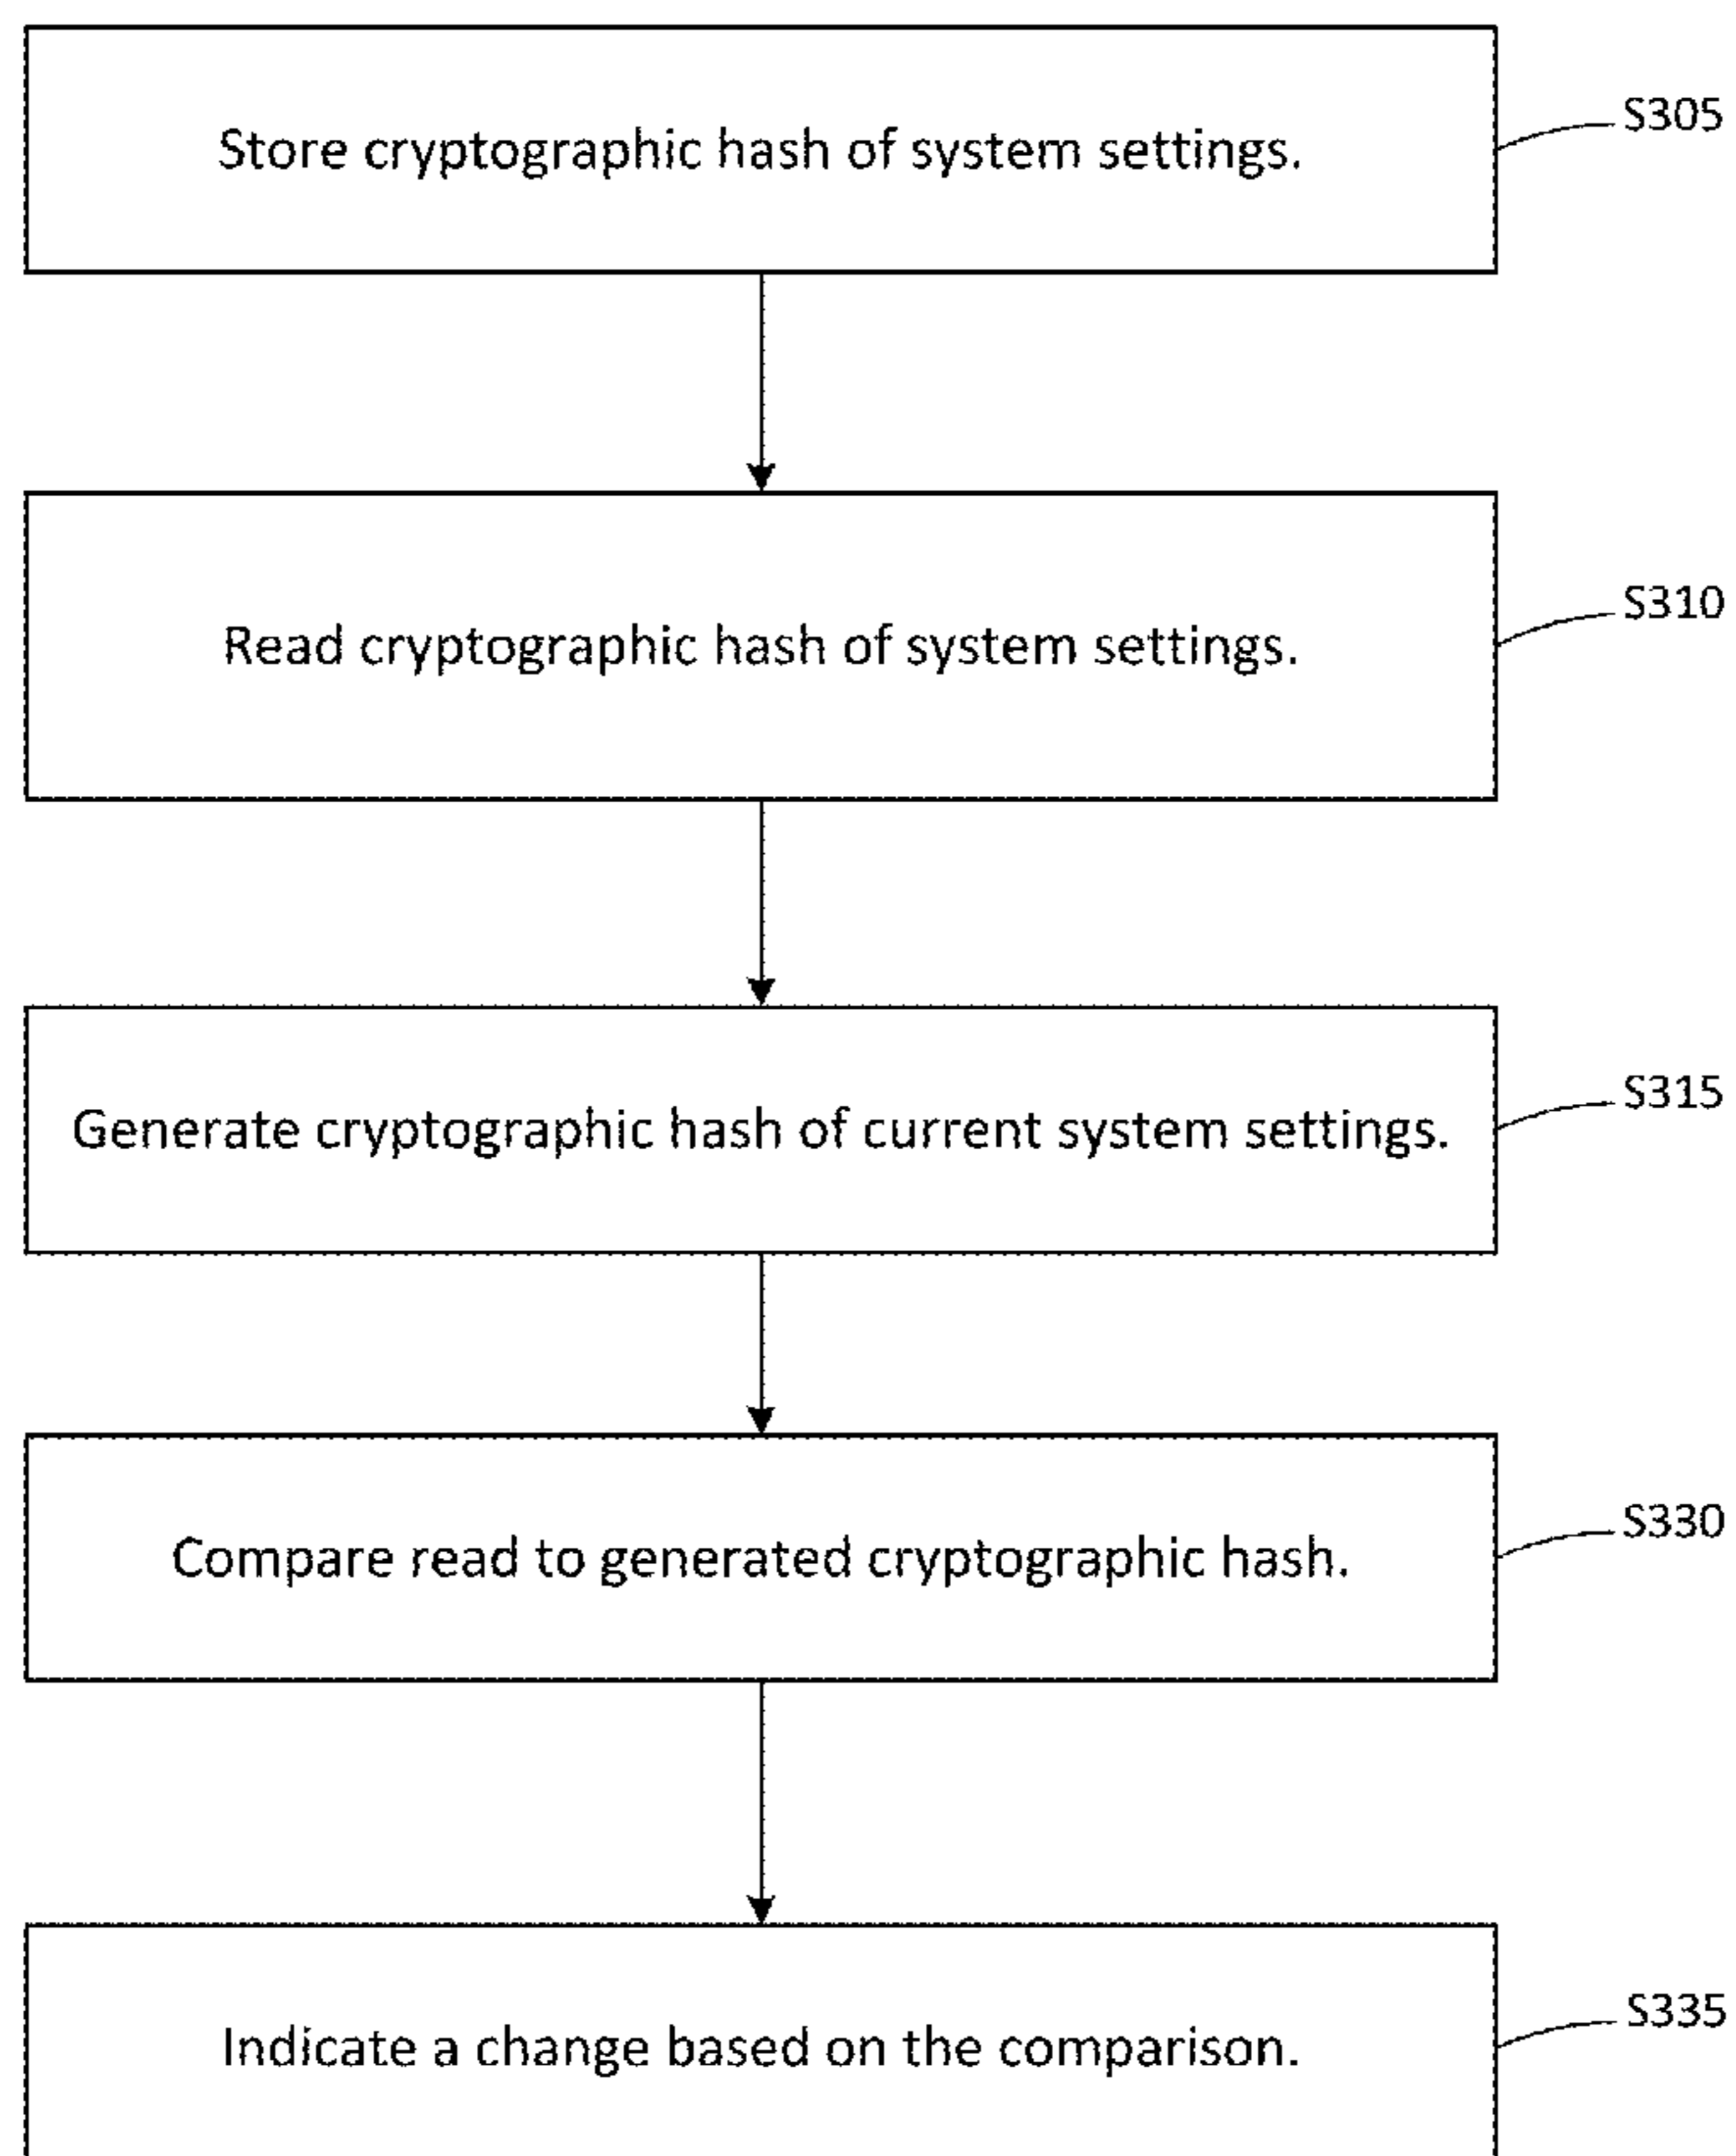 Store cryptographic hash of system settings.
S305
Read cryptographic hash of system settings.
S310
Generate cryptographic hash of current system settings.
S315
Compare read to generated cryptographic hash.
S330
Indicate a change based on the comparison.
S335